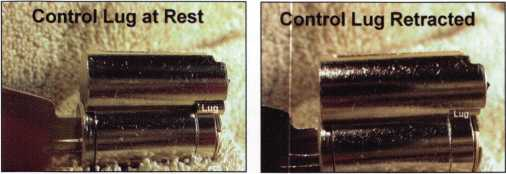 Control Lug at Rest
Lug
Control Lug Retracted
Lug